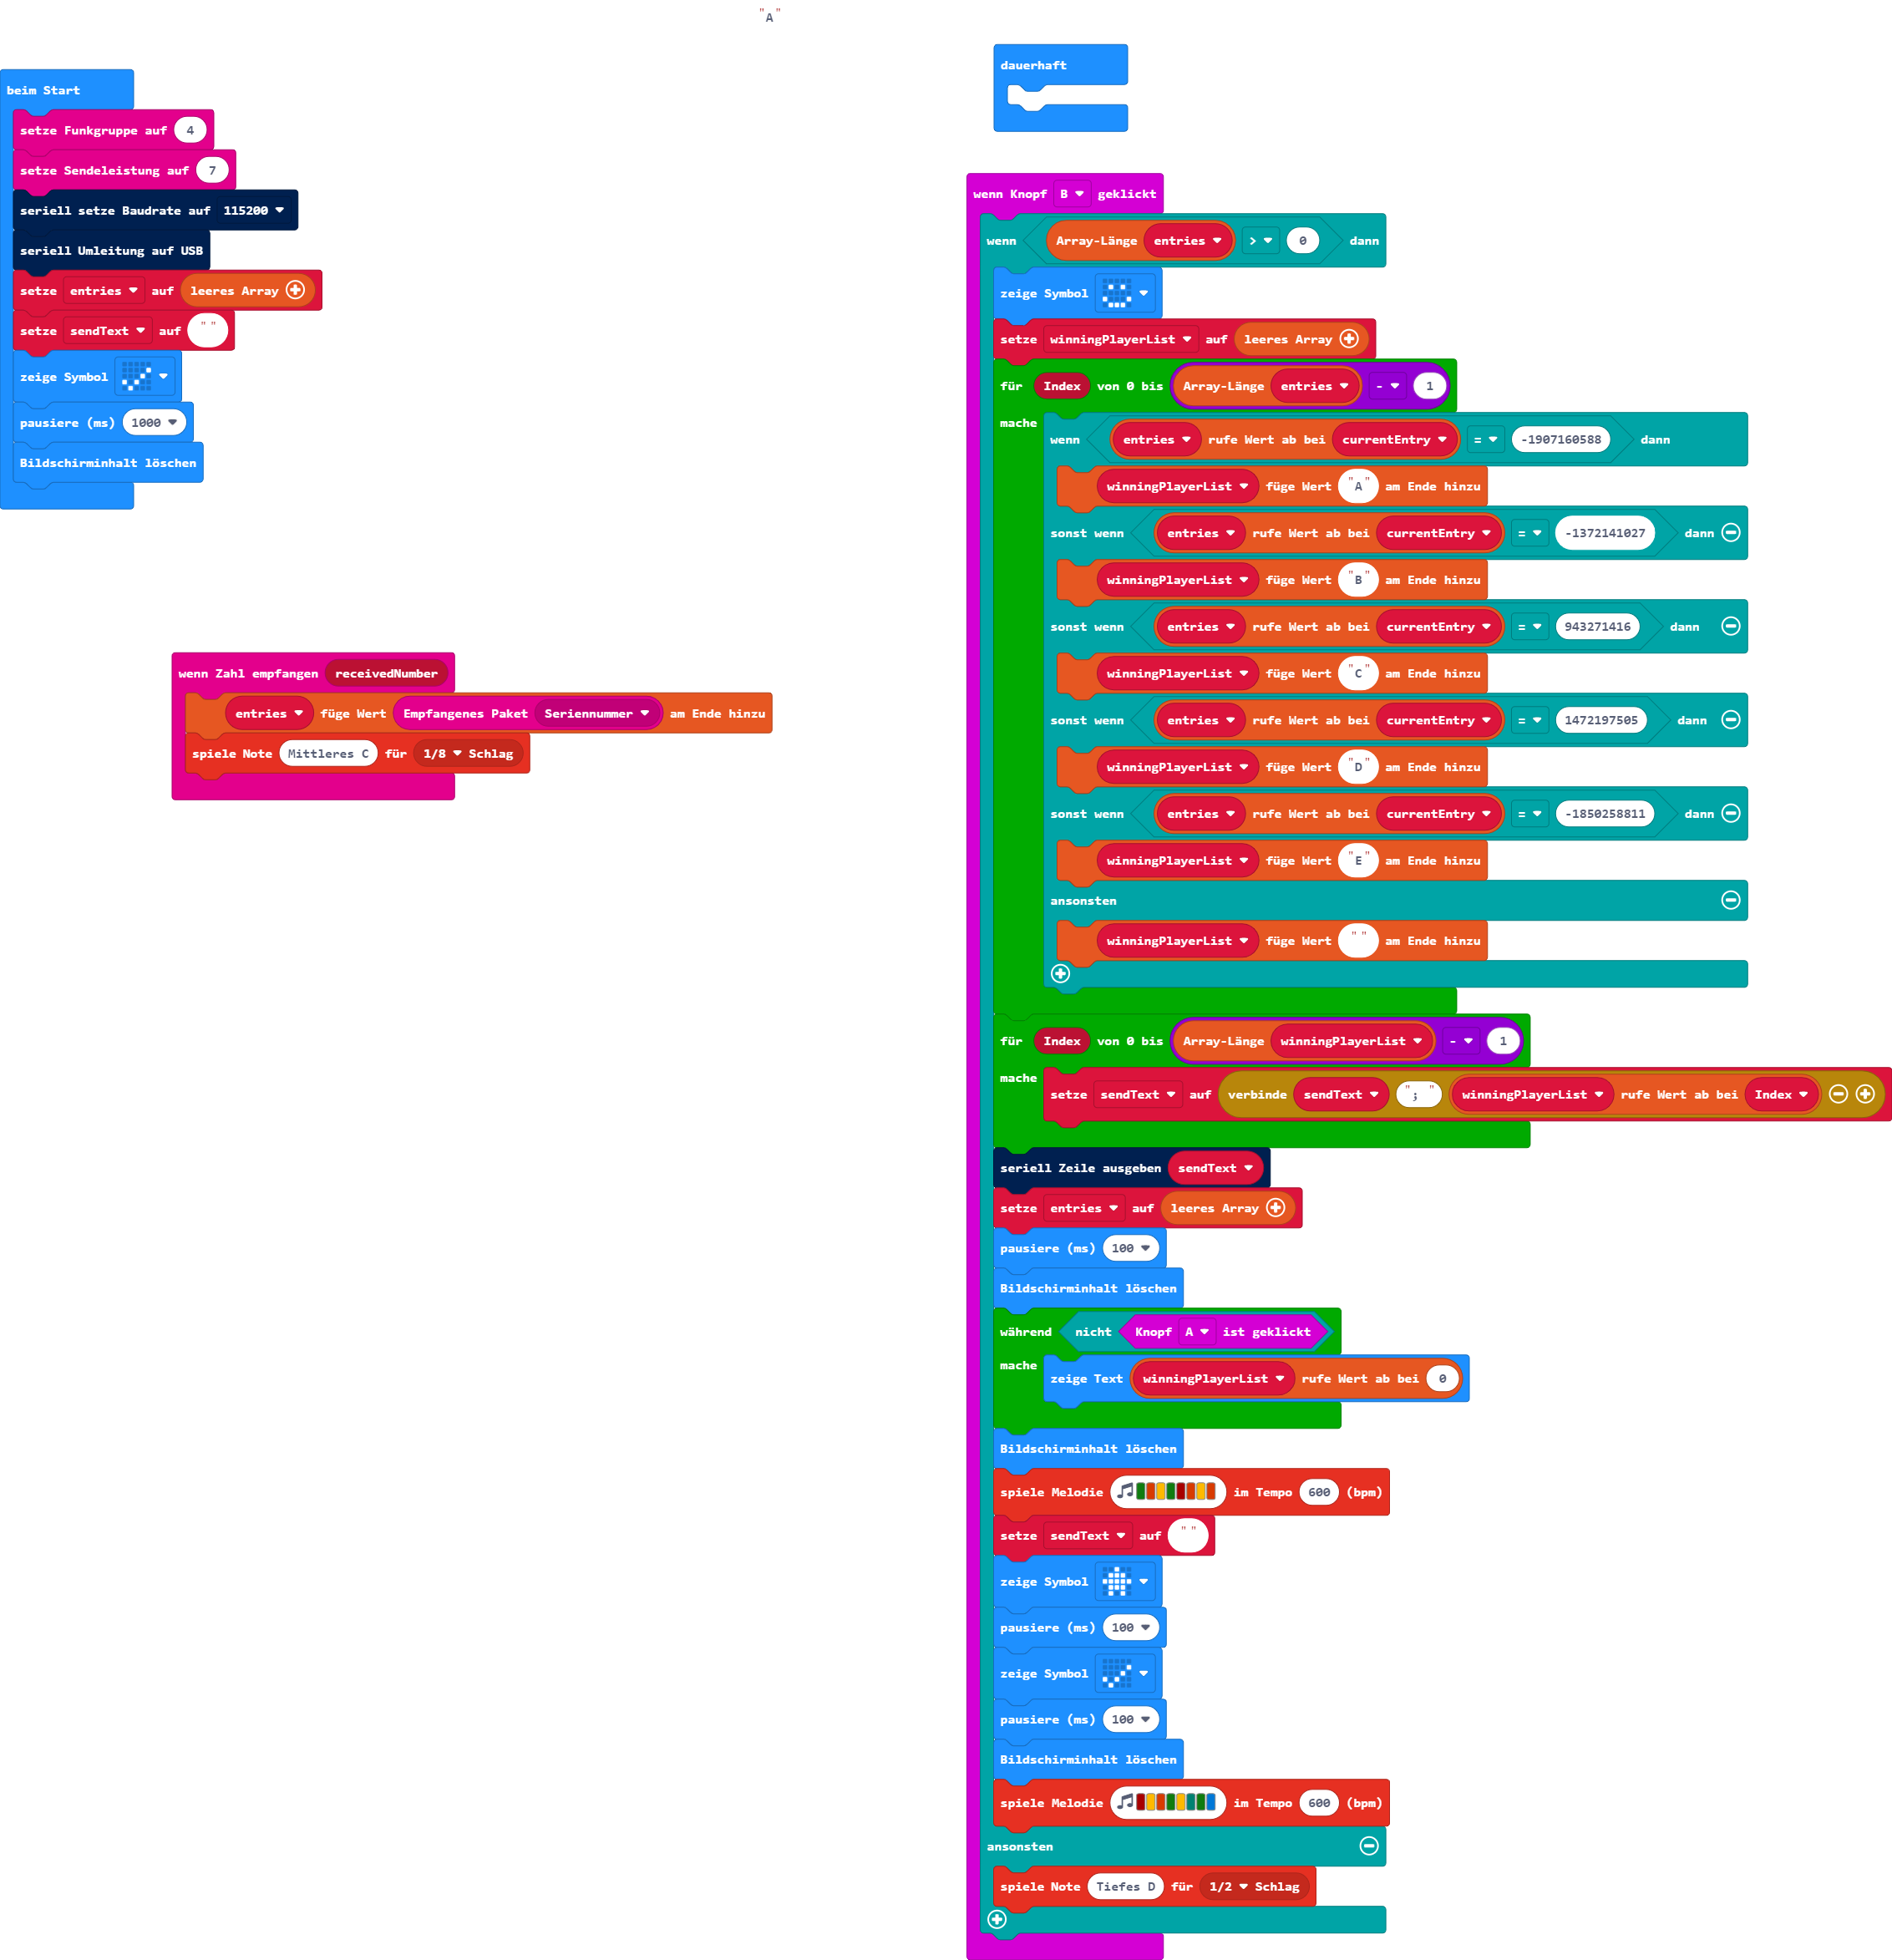 "A"
beim Start
setze Funkgruppe auf 4
setze Sendeleistung auf 7
seriell setze Baudrate auf 115200
seriell Umleitung auf USB
setze entries auf leeres Array
setze sendText auf " "
zeige Symbol
pausiere (ms) 1000
Bildschirminhalt löschen
wenn Zahl empfangen receivedNumber
entries füge Wert Empfangenes Paket Seriennummer am Ende hinzu
spiele Note Mittleres C für 1/8 Schlag
dauerhaft
wenn Knopf B geklickt
wenn Array-Länge entries > 0 dann
zeige Symbol
setze winningPlayerList auf leeres Array
für Index von 0 bis Array-Länge entries - 1
mache
wenn entries rufe Wert ab bei currentEntry = -1907160588 dann
winningPlayerList füge Wert "A" am Ende hinzu
sonst wenn entries rufe Wert ab bei currentEntry = -1372141027 dann
winningPlayerList füge Wert "B" am Ende hinzu
sonst wenn entries rufe Wert ab bei currentEntry = 943271416 dann
winningPlayerList füge Wert "C" am Ende hinzu
sonst wenn entries rufe Wert ab bei currentEntry = 1472197505 dann
winningPlayerList füge Wert "D" am Ende hinzu
sonst wenn entries rufe Wert ab bei currentEntry = -1850258811 dann
winningPlayerList füge Wert "E" am Ende hinzu
ansonsten
winningPlayerList füge Wert " " am Ende hinzu
für Index von 0 bis Array-Länge winningPlayerList - 1
mache
setze sendText auf verbinde sendText "; " winningPlayerList rufe Wert ab bei Index
seriell Zeile ausgeben sendText
setze entries auf leeres Array
pausiere (ms) 100
Bildschirminhalt löschen
während nicht Knopf A ist geklickt
mache
zeige Text winningPlayerList rufe Wert ab bei 0
Bildschirminhalt löschen
spiele Melodie im Tempo 600 (bpm)
setze sendText auf " "
zeige Symbol
pausiere (ms) 100
zeige Symbol
pausiere (ms) 100
Bildschirminhalt löschen
spiele Melodie im Tempo 600 (bpm)
ansonsten
spiele Note Tiefes D für 1/2 Schlag